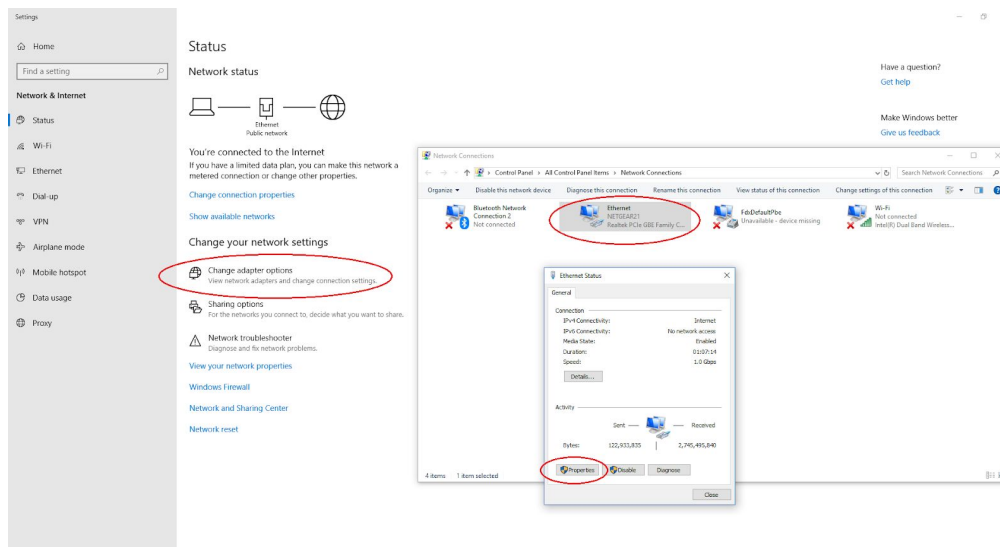 Settings
Home
Find a setting
Network & Internet
Status
Wi-Fi
Ethernet
Dial-up
VPN
Airplane mode
Mobile hotspot
Data usage
Proxy
Status
Network status
Ethernet
Public network
You're connected to the Internet
If you have a limited data plan, you can make this network a
metered connection or change other properties.
Change connection properties
Show available networks
Change your network settings
Change adapter options
View network adapters and change connection settings.
Sharing options
For the networks you connect to, decide what you want to share.
Network troubleshooter
Diagnose and fix network problems.
View your network properties
Windows Firewall
Network and Sharing Center
Network reset
Have a question?
Get help
Make Windows better
Give us feedback
Network Connections
Control Panel › All Control Panel Items › Network Connections
Search Network Connections
Organize Disable this network device Diagnose this connection Rename this connection View status of this connection Change settings of this connection
Bluetooth Network
Connection 2
Not connected
Ethernet
NETGEAR21
Realtek PCIe GBE Family C...
FdxDefaultPbe
Unavailable - device missing
Wi-Fi
Not connected
Intel(R) Dual Band Wireless...
Ethernet Status
General
Connection
IPv4 Connectivity: Internet
IPv6 Connectivity: No network access
Media State: Enabled
Duration: 01:07:14
Speed: 1.0 Gbps
Details...
Activity
Sent Received
Bytes: 122,933,835 2,745,495,840
Properties Disable Diagnose
Close
4 items 1 item selected